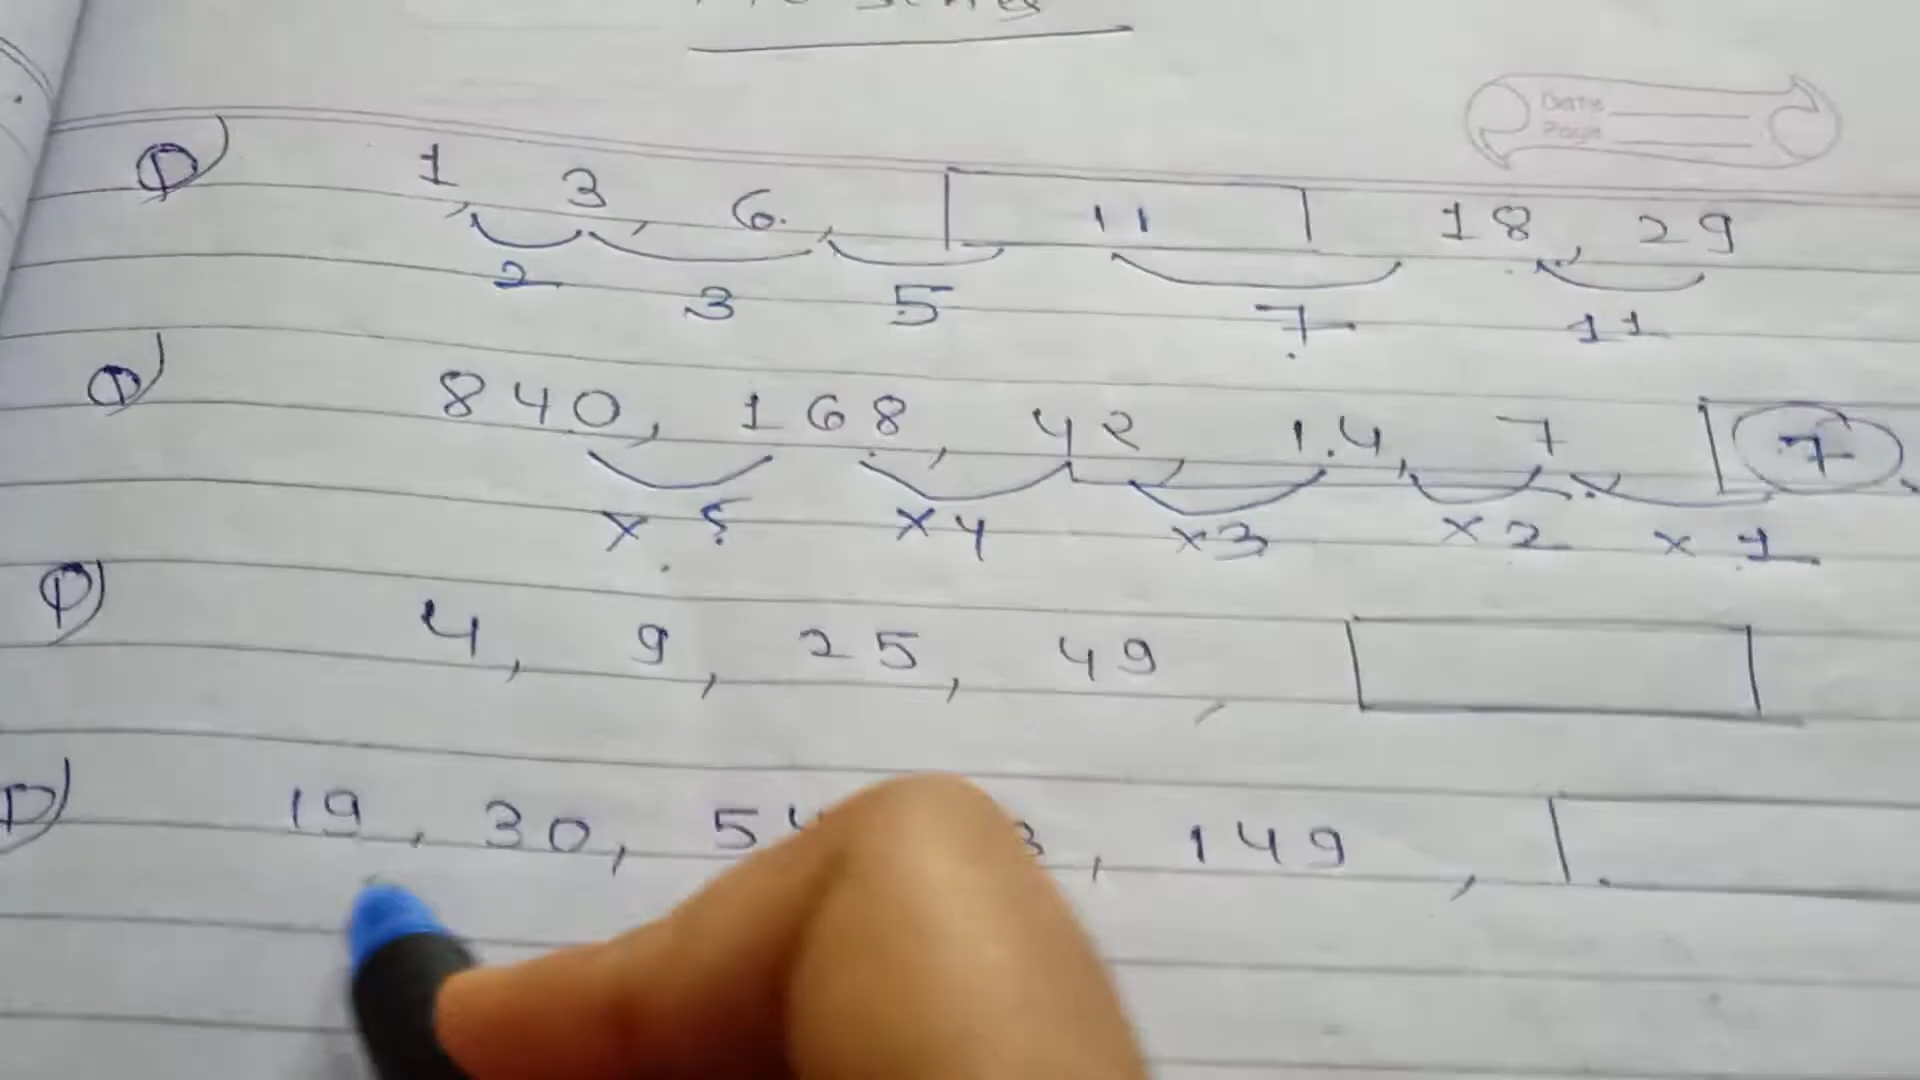 Date
Page
1, 3, 6, 11 18, 29
2 3 5 7 11
840, 168, 42, 14, 7 7
× 5 ×4 ×3 ×2 × 1
4, 9, 25, 49,
19, 30, 149,